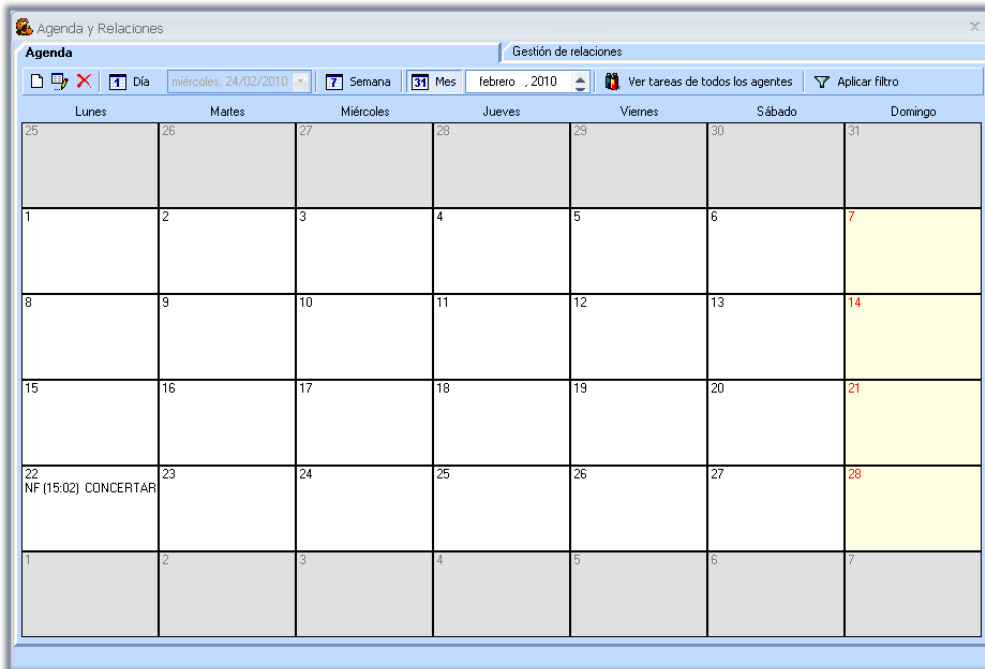 Agenda y Relaciones
Agenda Gestión de relaciones
1 Día miércoles, 24/02/2010 7 Semana 31 Mes febrero , 2010 Ver tareas de todos los agentes Aplicar filtro
Lunes Martes Miércoles Jueves Viernes Sábado Domingo
25 26 27 28 29 30 31
1 2 3 4 5 6 7
8 9 10 11 12 13 14
15 16 17 18 19 20 21
22 23 24 25 26 27 28
NF (15:02) CONCERTAR
1 2 3 4 5 6 7